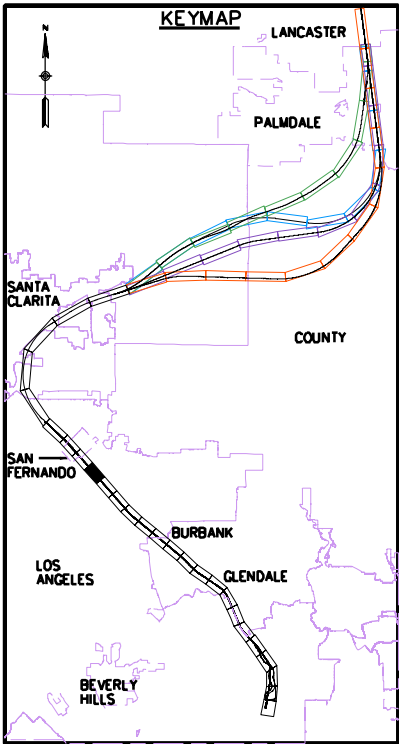 KEYMAP
N
LANCASTER
PALMDALE
SANTA
CLARITA
COUNTY
SAN
FERNANDO
BURBANK
LOS
ANGELES
GLENDALE
BEVERLY
HILLS